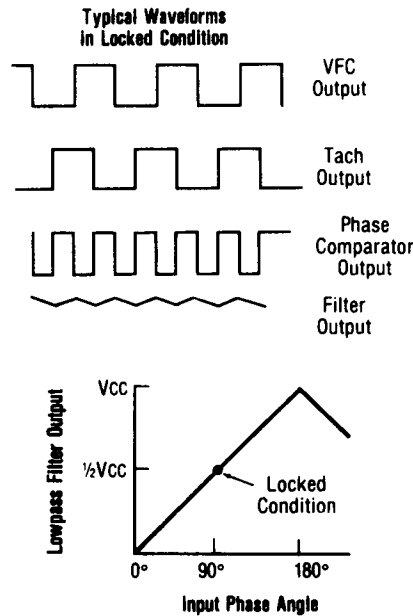 Typical Waveforms
in Locked Condition
VFC
Output
Tach
Output
Phase
Comparator
Output
Filter
Output
Lowpass Filter Output
VCC
½VCC
Locked
Condition
0° 90° 180°
Input Phase Angle